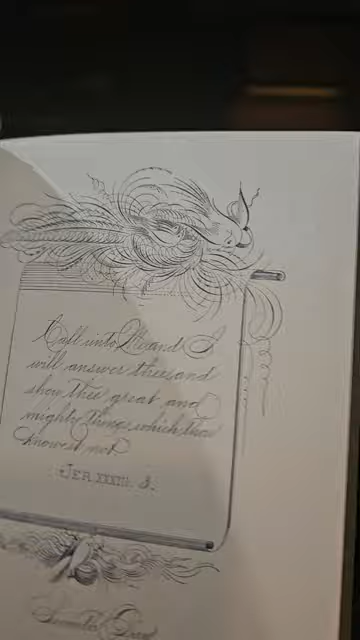 Call unto Me and I
will answer thee, and
show thee great and
mighty things, which thou
knowest not
JER XXXIII. 3.